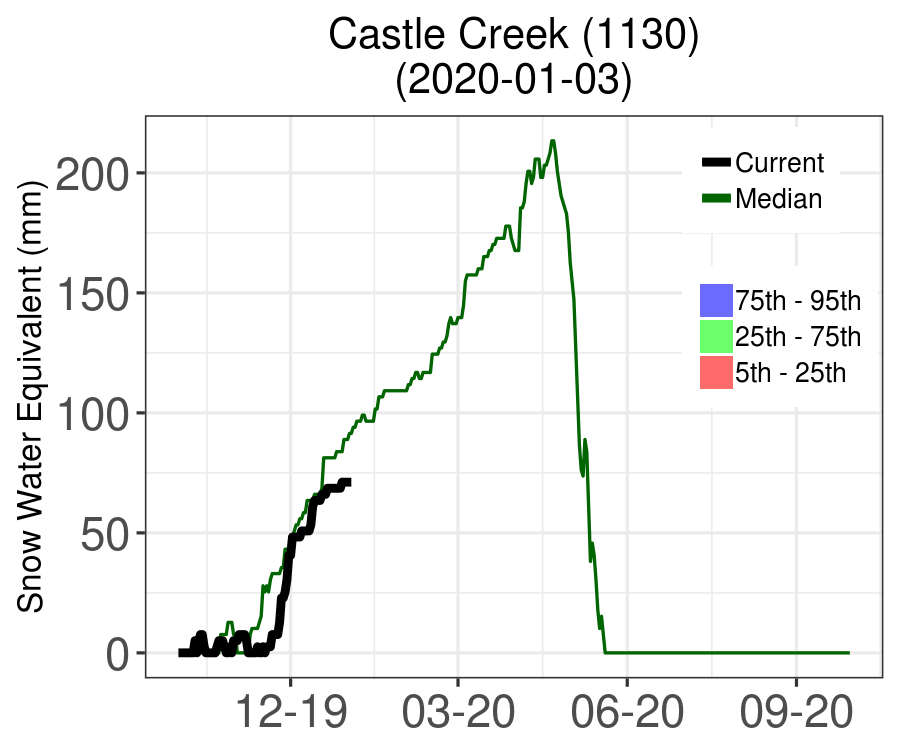 Castle Creek (1130)
(2020-01-03)
Snow Water Equivalent (mm)
200
150
100
50
0
Current
Median
75th - 95th
25th - 75th
5th - 25th
12-19 03-20 06-20 09-20